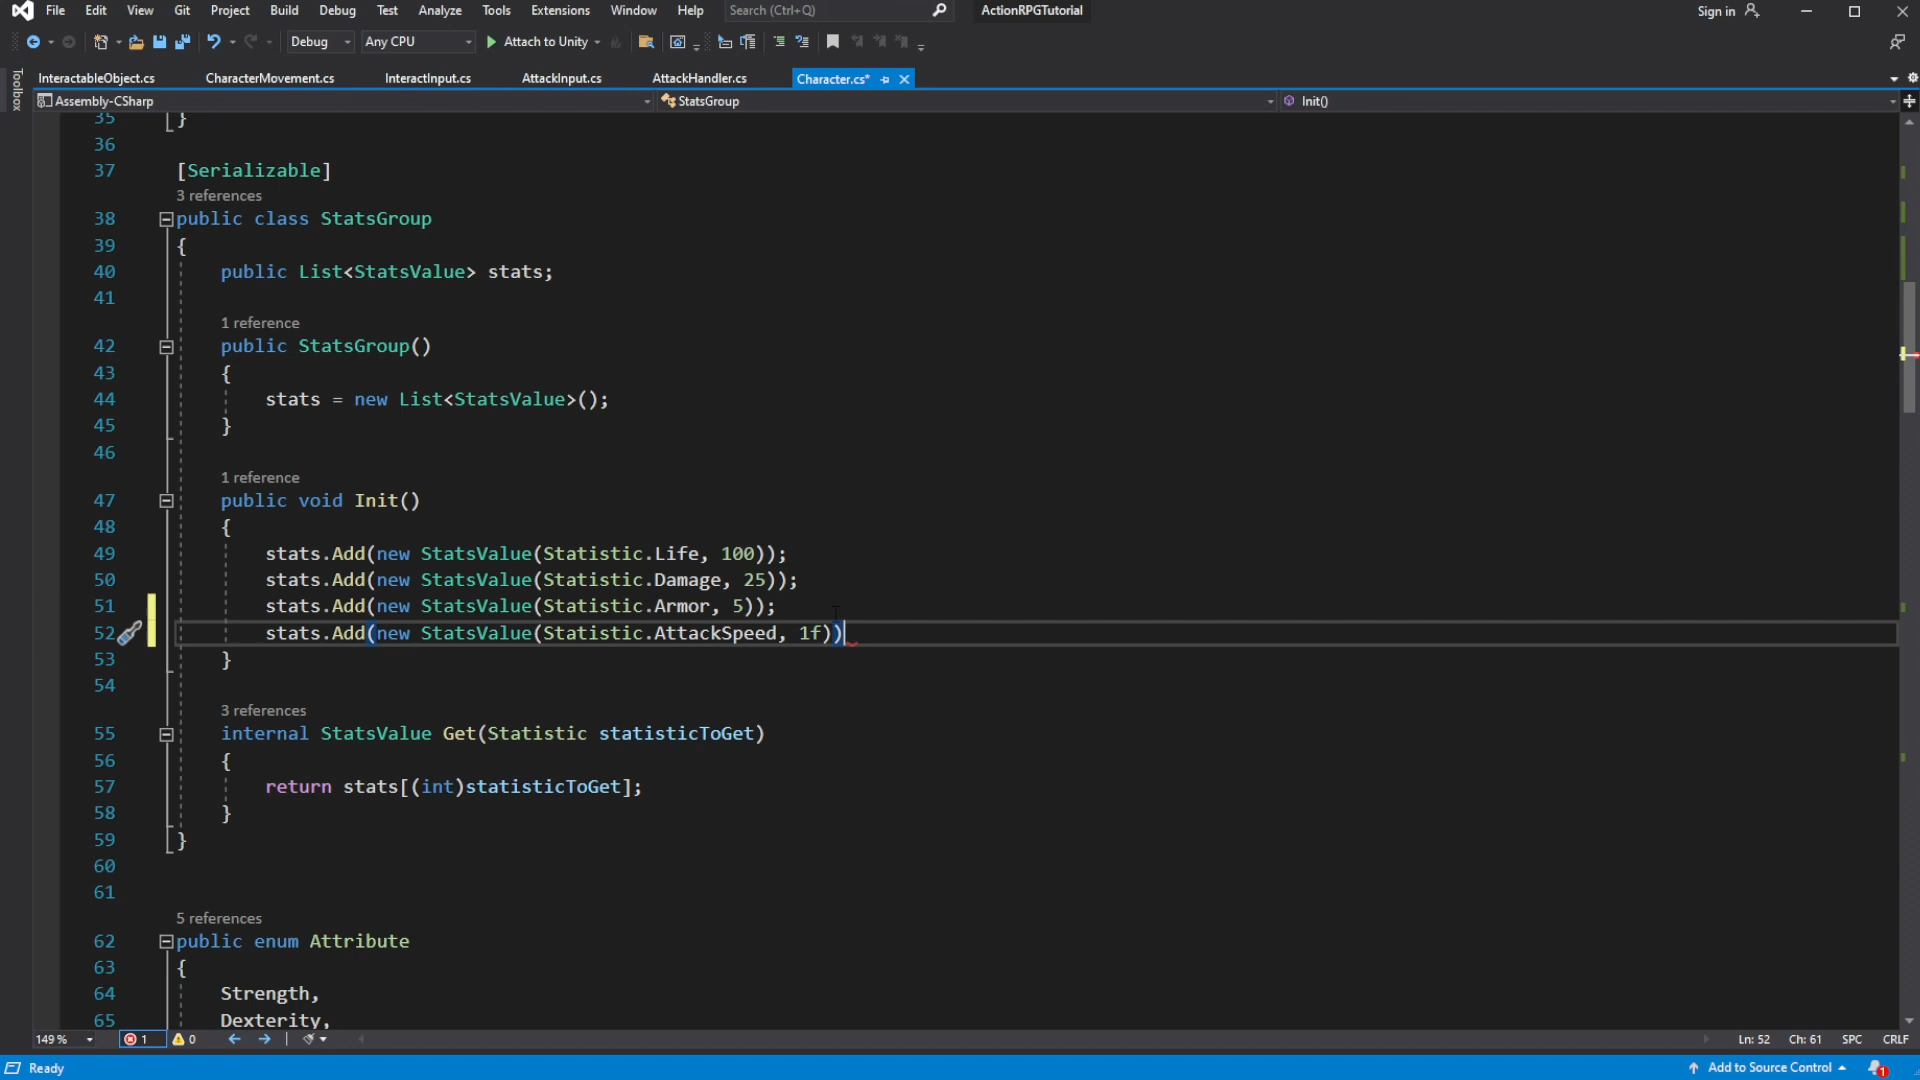 File Edit View Git Project Build Debug Test Analyze Tools Extensions Window Help Search (Ctrl+Q) ActionRPGTutorial Sign in
Debug Any CPU Attach to Unity
Toolbox
InteractableObject.cs CharacterMovement.cs InteractInput.cs AttackInput.cs AttackHandler.cs Character.cs*
Assembly-CSharp StatsGroup Init()
35 }
36
37 [Serializable]
3 references
38 public class StatsGroup
39 {
40 public List<StatsValue> stats;
41
1 reference
42 public StatsGroup()
43 {
44 stats = new List<StatsValue>();
45 }
46
1 reference
47 public void Init()
48 {
49 stats.Add(new StatsValue(Statistic.Life, 100));
50 stats.Add(new StatsValue(Statistic.Damage, 25));
51 stats.Add(new StatsValue(Statistic.Armor, 5));
52 stats.Add(new StatsValue(Statistic.AttackSpeed, 1f))
53 }
54
3 references
55 internal StatsValue Get(Statistic statisticToGet)
56 {
57 return stats[(int)statisticToGet];
58 }
59 }
60
61
5 references
62 public enum Attribute
63 {
64 Strength,
65 Dexterity,
149 % 1 0 Ln: 52 Ch: 61 SPC CRLF
Ready Add to Source Control 1